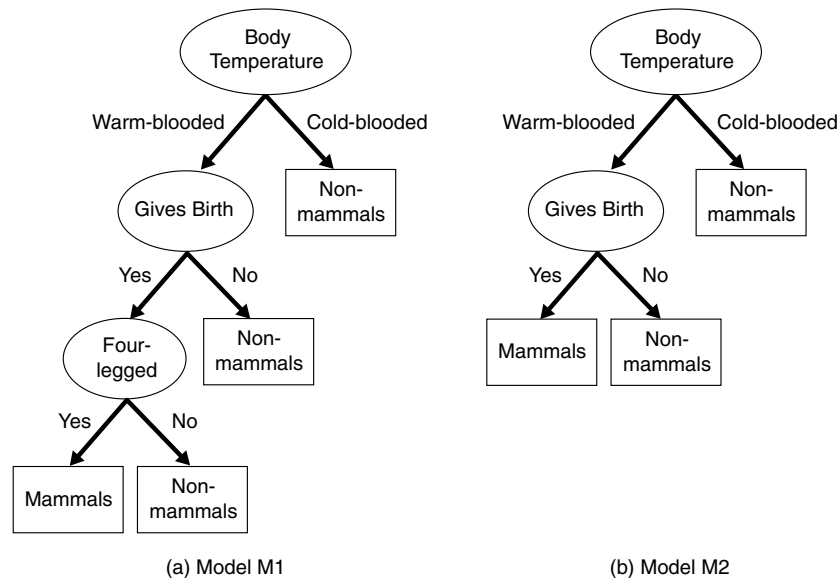 Body
Temperature
Warm-blooded
Cold-blooded
Gives Birth
Non-
mammals
Yes
No
Four-
legged
Non-
mammals
Yes
No
Mammals
Non-
mammals
(a) Model M1
Body
Temperature
Warm-blooded
Cold-blooded
Gives Birth
Non-
mammals
Yes
No
Mammals
Non-
mammals
(b) Model M2